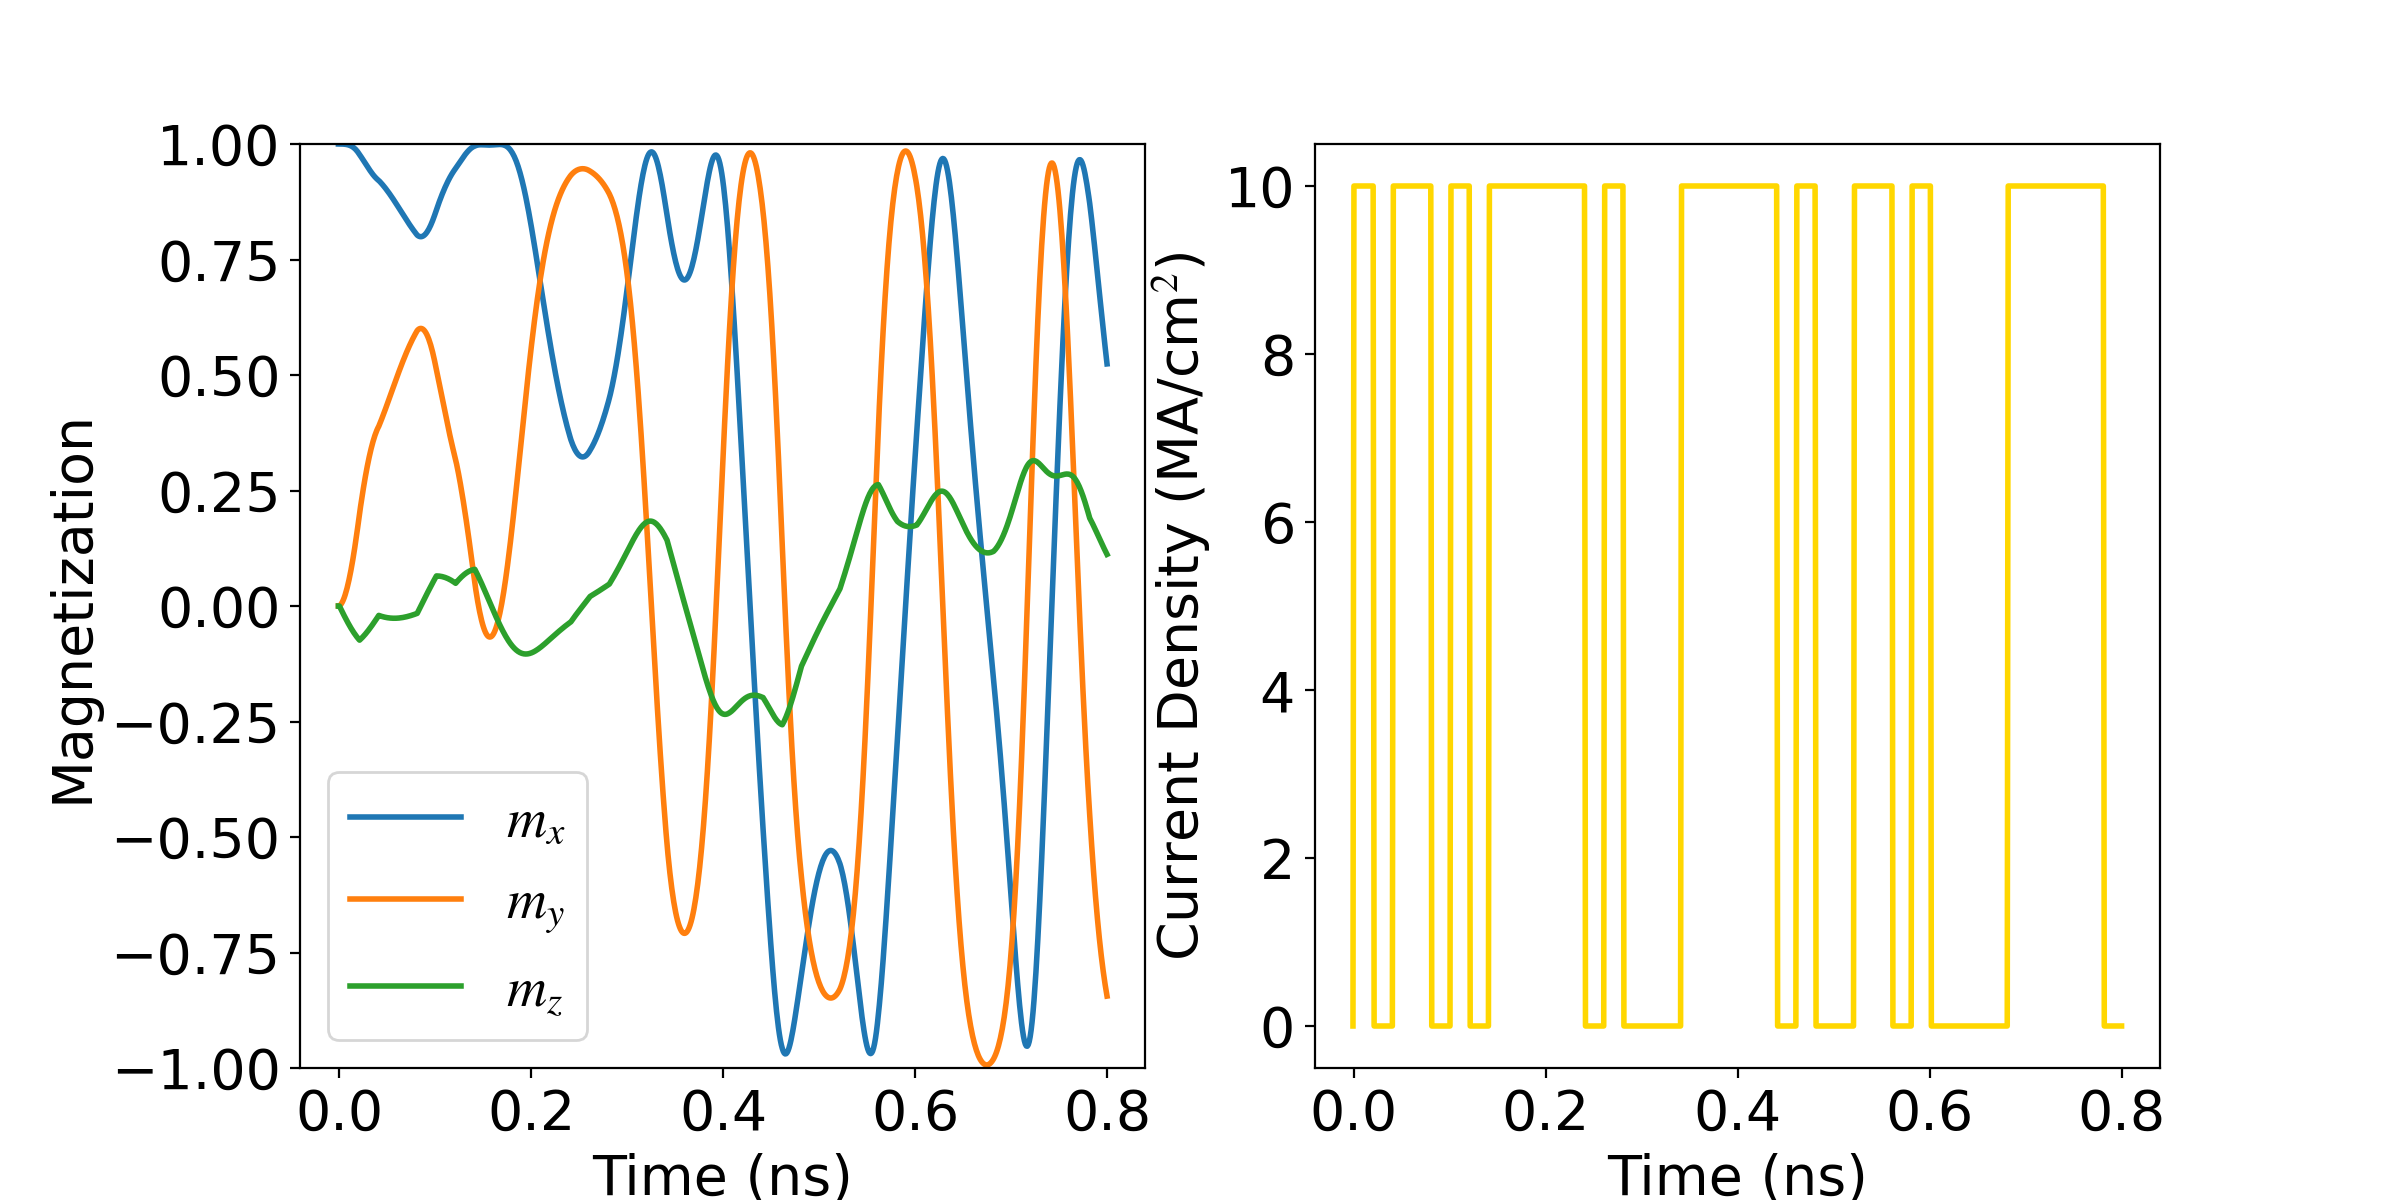 Magnetization
1.00
0.75
0.50
0.25
0.00
−0.25
−0.50
−0.75
−1.00
m_x
m_y
m_z
0.0 0.2 0.4 0.6 0.8
Time (ns)
Current Density (MA/cm²)
10
8
6
4
2
0
0.0 0.2 0.4 0.6 0.8
Time (ns)